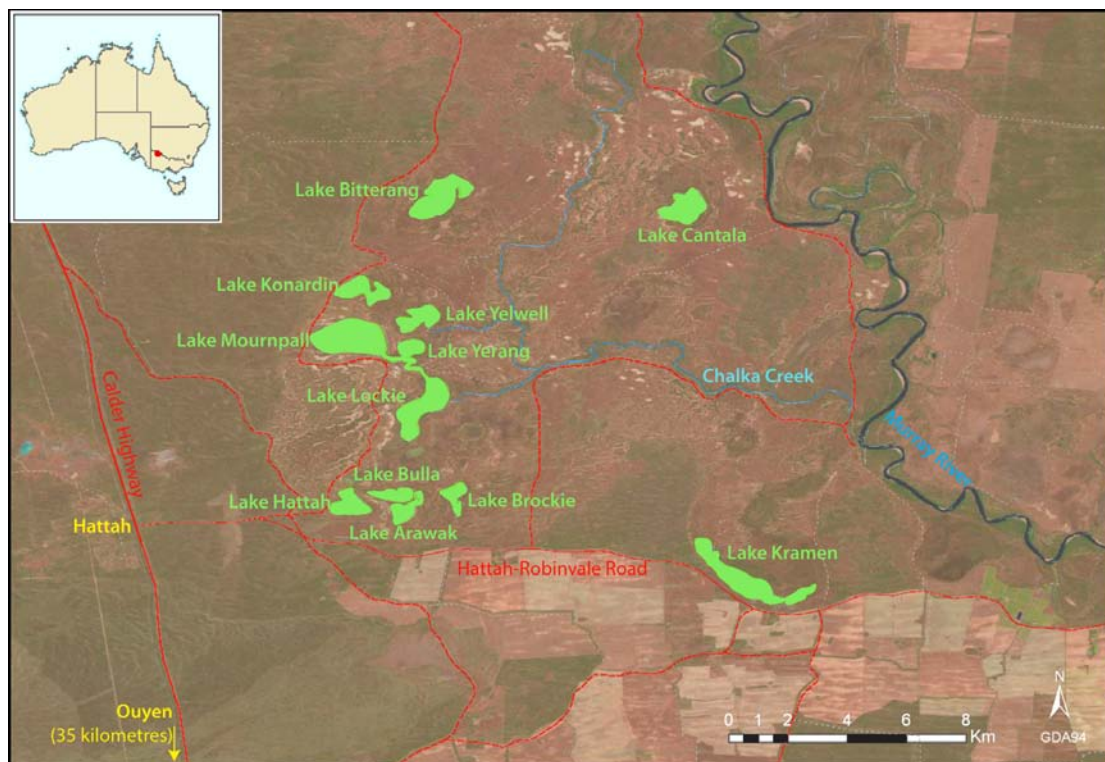 Lake Bitterang
Lake Cantala
Lake Konardin
Lake Yelwell
Lake Mournpall
Lake Yerang
Chalka Creek
Lake Lockie
Calder Highway
Murray River
Lake Bulla
Lake Hattah
Lake Brockie
Hattah
Lake Arawak
Lake Kramen
Hattah-Robinvale Road
Ouyen
(35 kilometres)
N
0 1 2 4 6 8
Km
GDA94